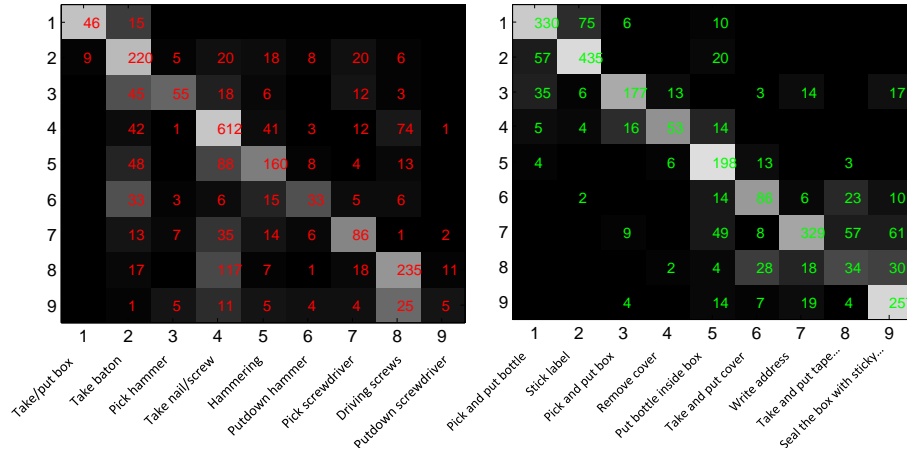 1 46 15
2 9 220 5 20 18 8 20 6
3 45 55 18 6 12 3
4 42 1 612 41 3 12 74 1
5 48 88 160 8 4 13
6 3 6 15 33 5 6
7 13 7 35 14 6 86 1 2
8 17 117 7 1 18 235 11
9 1 5 11 5 4 4 25 5
1 2 3 4 5 6 7 8 9
Take/put box
Take baton
Pick hammer
Take nail/screw
Hammering
Putdown hammer
Pick screwdriver
Driving screws
Putdown screwdriver
1 330 75 6 10
2 57 435 20
3 35 6 177 13 3 14 17
4 5 4 16 14
5 4 6 198 13 3
6 2 14 6 23 10
7 9 49 8 329 57 61
8 2 4 28 18 34 30
9 4 14 7 19 4
1 2 3 4 5 6 7 8 9
Pick and put bottle
Stick label
Pick and put box
Remove cover
Put bottle inside box
Take and put cover
Write address
Take and put tape...
Seal the box with sticky...